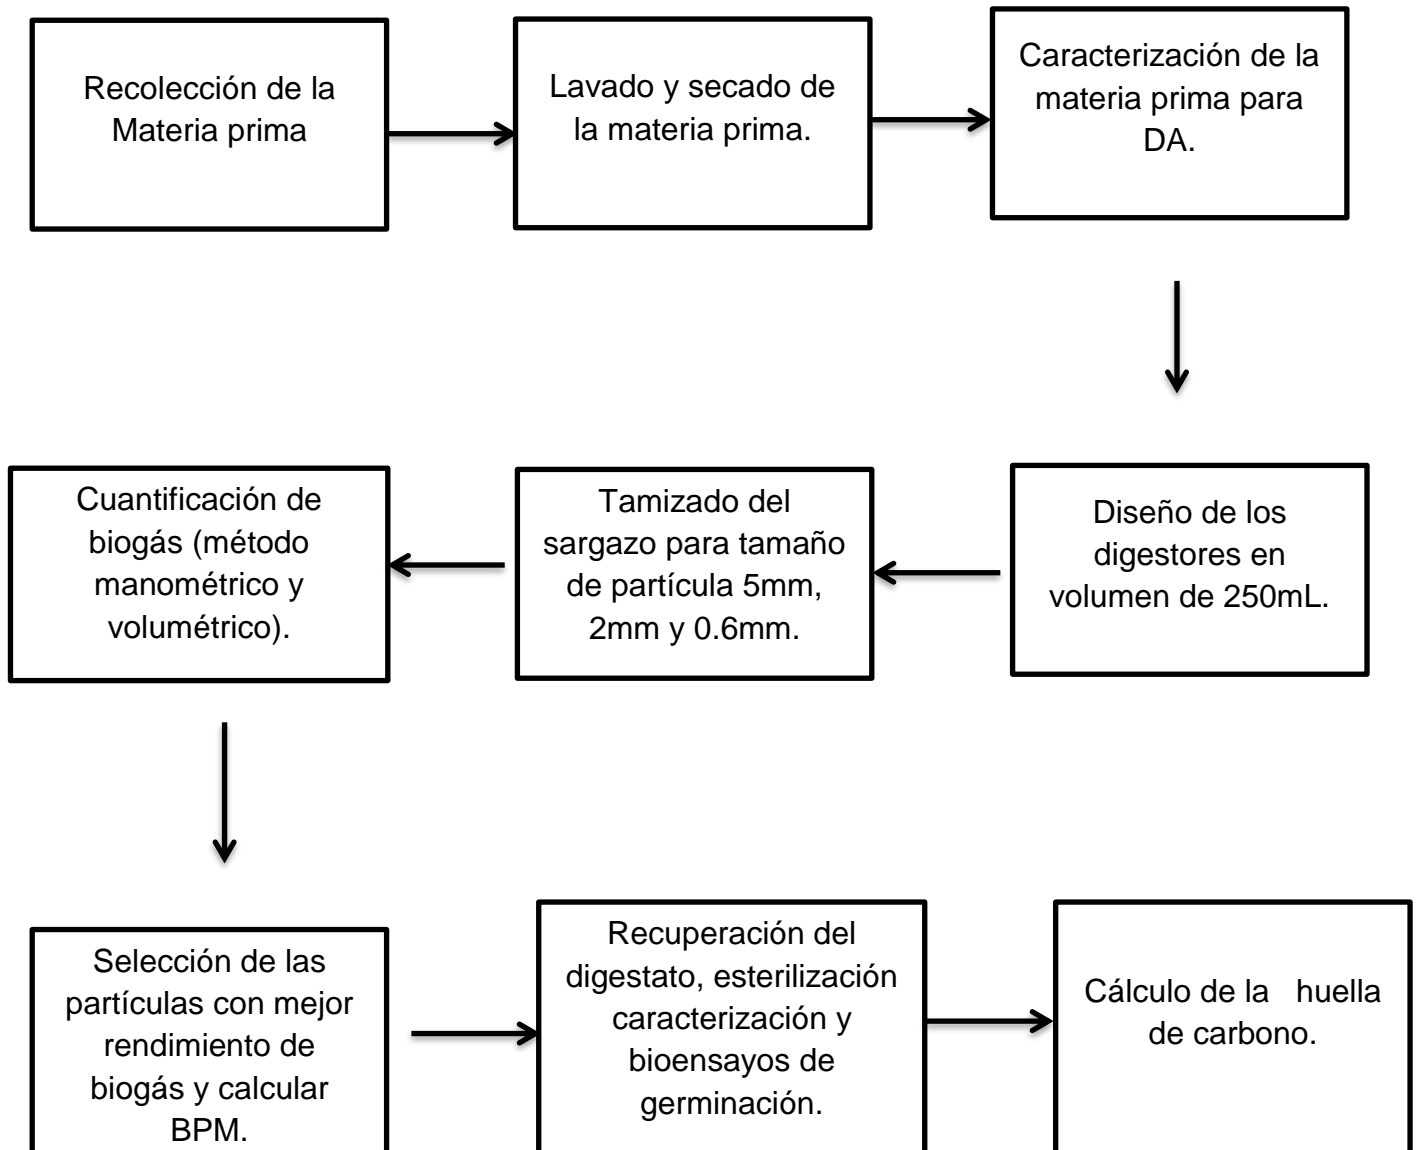 Recolección de la
Materia prima
Lavado y secado de
la materia prima.
Caracterización de la
materia prima para
DA.
Cuantificación de
biogás (método
manométrico y
volumétrico).
Tamizado del
sargazo para tamaño
de partícula 5mm,
2mm y 0.6mm.
Diseño de los
digestores en
volumen de 250mL.
Selección de las
partículas con mejor
rendimiento de
biogás y calcular
BPM.
Recuperación del
digestato, esterilización
caracterización y
bioensayos de
germinación.
Cálculo de la huella
de carbono.